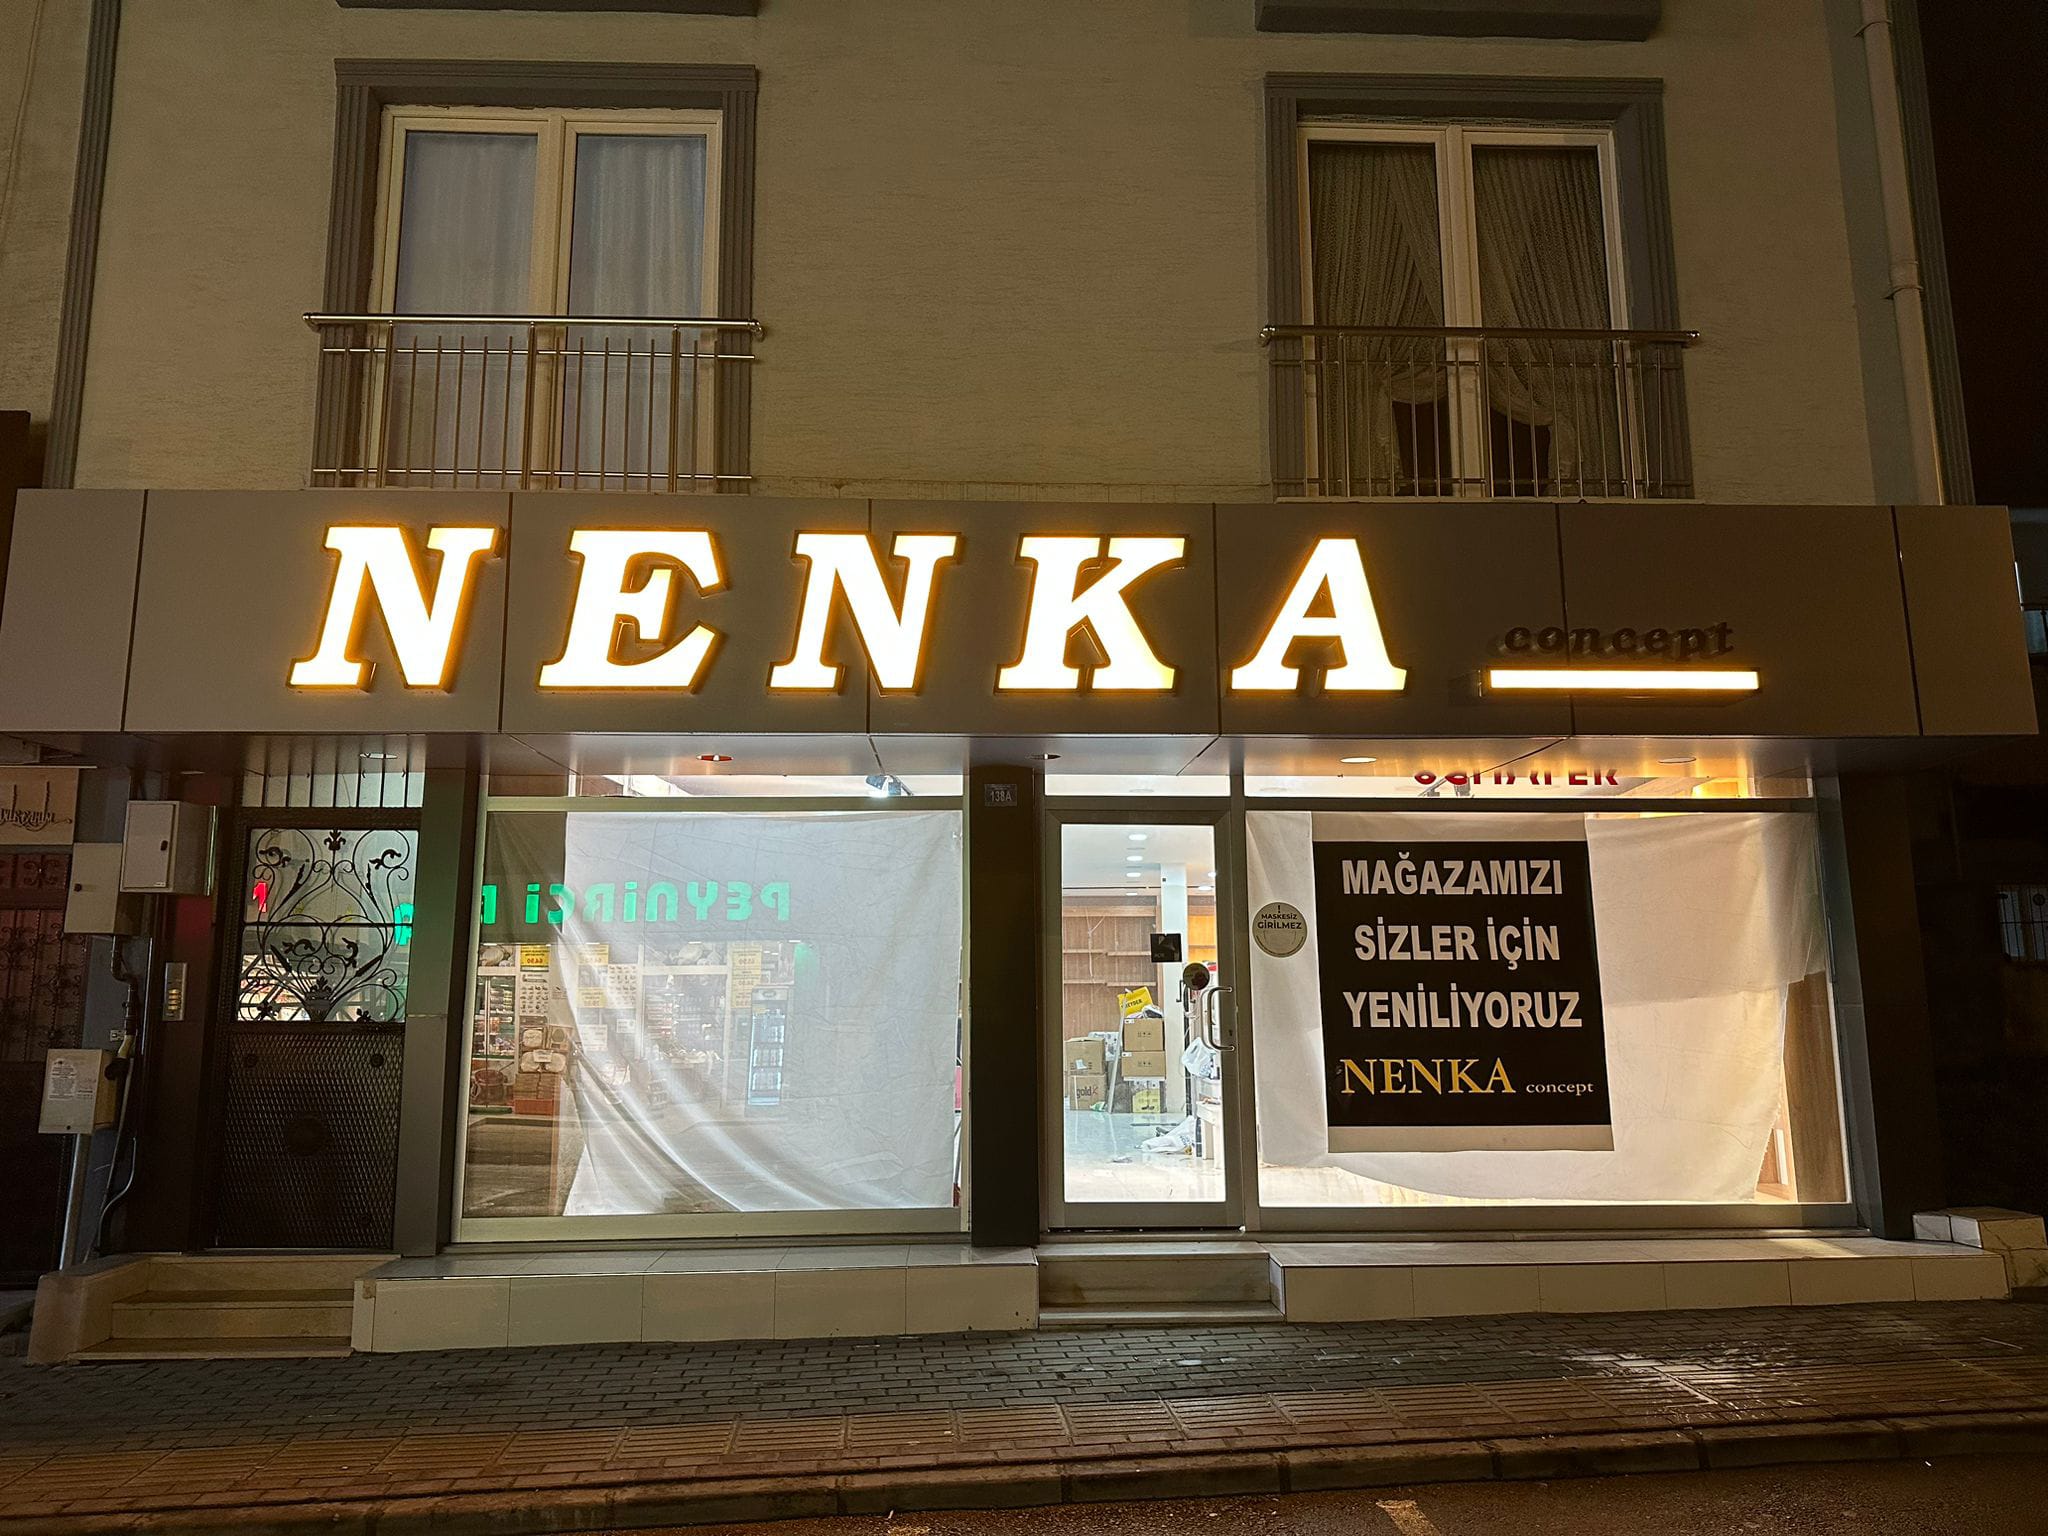 NENKA
concept
138A
PEYNİRCİ
! MASKESİZ
GİRİLMEZ
MAĞAZAMIZI
SİZLER İÇİN
YENİLİYORUZ
NENKA concept